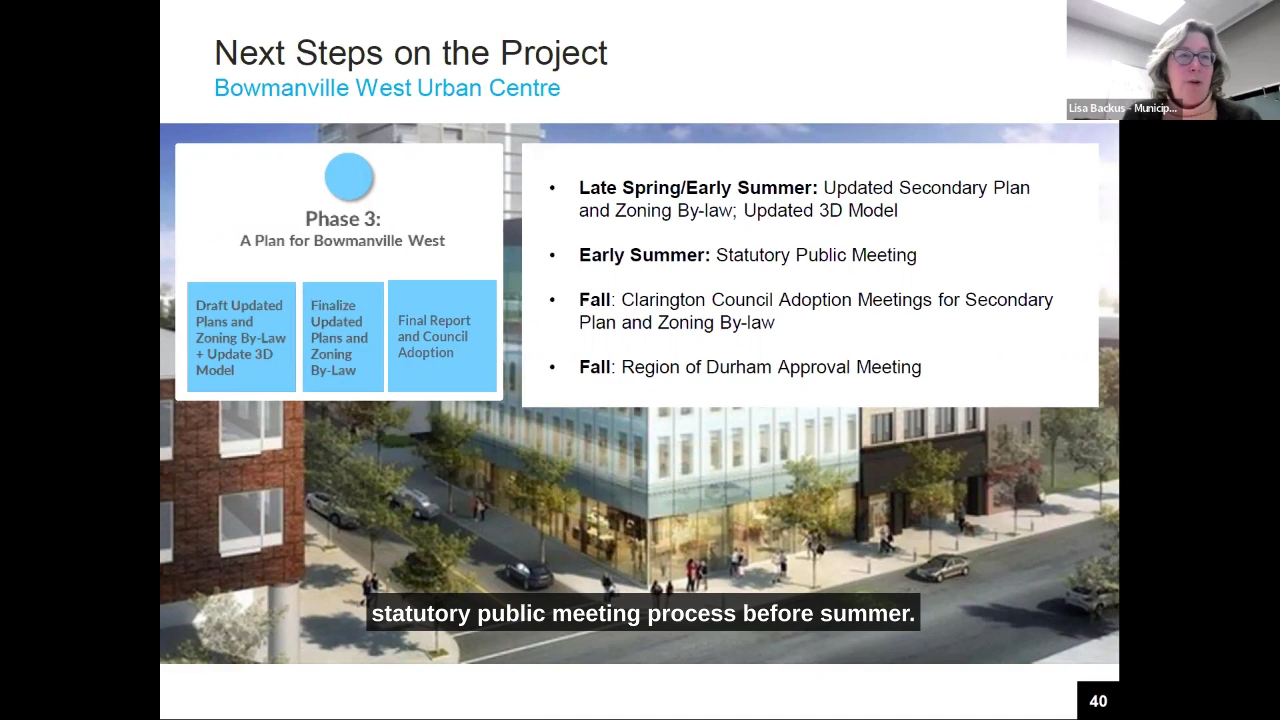 Next Steps on the Project
Bowmanville West Urban Centre
Lisa Backus - Municip...
Phase 3:
A Plan for Bowmanville West
Draft Updated
Plans and
Zoning By-Law
+ Update 3D
Model
Finalize
Updated
Plans and
Zoning
By-Law
Final Report
and Council
Adoption
• Late Spring/Early Summer: Updated Secondary Plan
and Zoning By-law; Updated 3D Model
• Early Summer: Statutory Public Meeting
• Fall: Clarington Council Adoption Meetings for Secondary
Plan and Zoning By-law
• Fall: Region of Durham Approval Meeting
statutory public meeting process before summer.
40